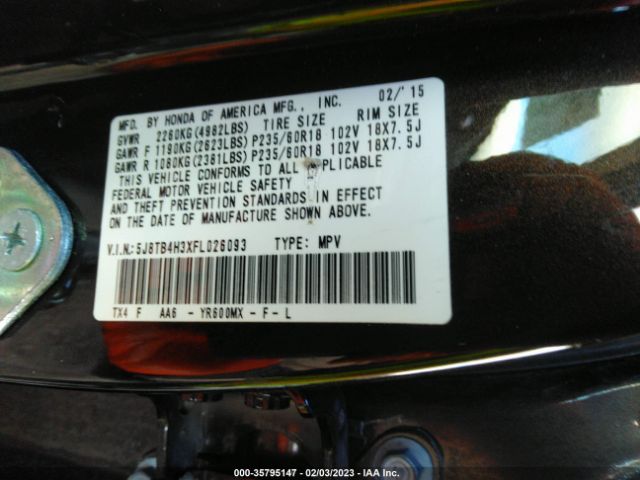 MFD. BY HONDA OF AMERICA MFG., INC. 02/'15
GVWR 2260KG(4982LBS) TIRE SIZE RIM SIZE
GAWR F 1190KG(2623LBS) P235/60R18 102V 18X7.5J
GAWR R 1080KG(2381LBS) P235/60R18 102V 18X7.5J
THIS VEHICLE CONFORMS TO ALL APPLICABLE
FEDERAL MOTOR VEHICLE SAFETY
AND THEFT PREVENTION STANDARDS IN EFFECT
ON THE DATE OF MANUFACTURE SHOWN ABOVE.
V.I.N.: 5J8TB4H3XFL026093 TYPE: MPV
TX4 F AA6 - YR600MX - F - L
000-35795147 - 02/03/2023 - IAA Inc.